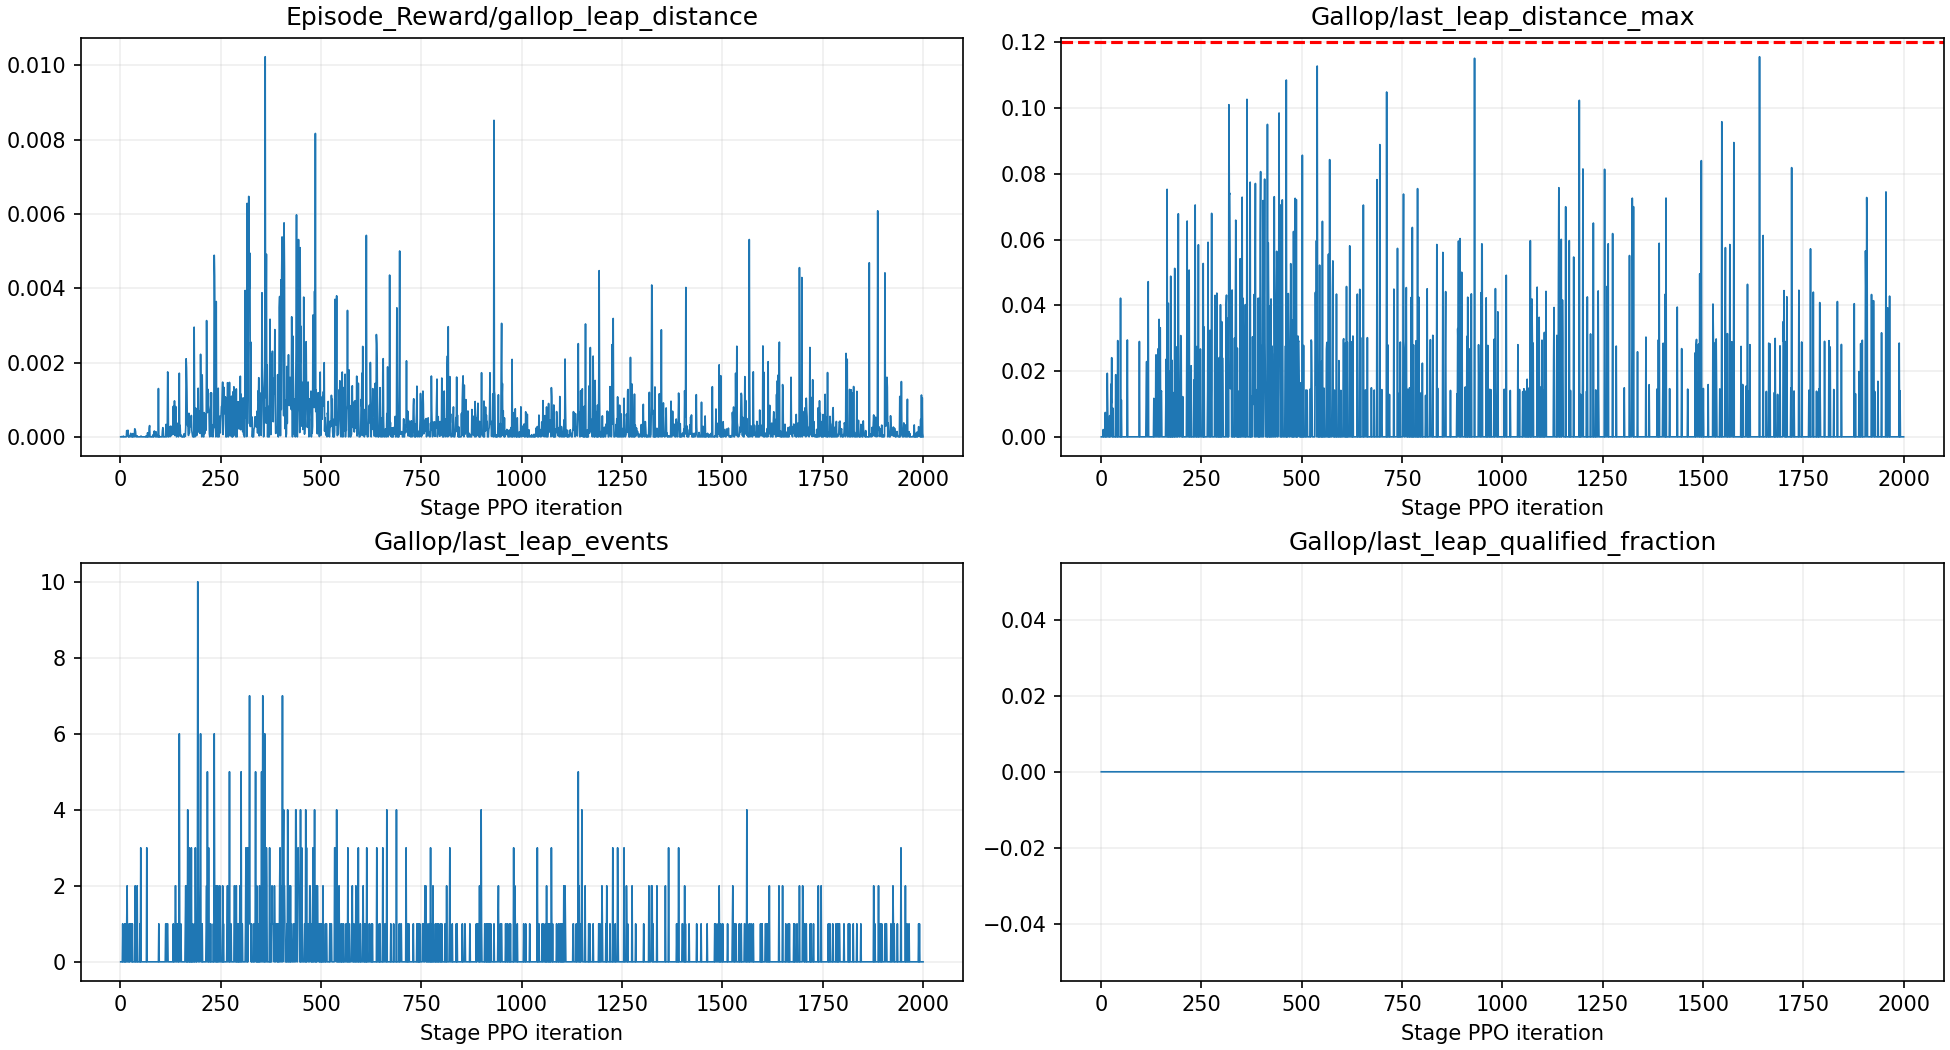 Episode_Reward/gallop_leap_distance
0.010
0.008
0.006
0.004
0.002
0.000
0 250 500 750 1000 1250 1500 1750 2000
Stage PPO iteration
Gallop/last_leap_distance_max
0.12
0.10
0.08
0.06
0.04
0.02
0.00
0 250 500 750 1000 1250 1500 1750 2000
Stage PPO iteration
Gallop/last_leap_events
10
8
6
4
2
0
0 250 500 750 1000 1250 1500 1750 2000
Stage PPO iteration
Gallop/last_leap_qualified_fraction
0.04
0.02
0.00
−0.02
−0.04
0 250 500 750 1000 1250 1500 1750 2000
Stage PPO iteration